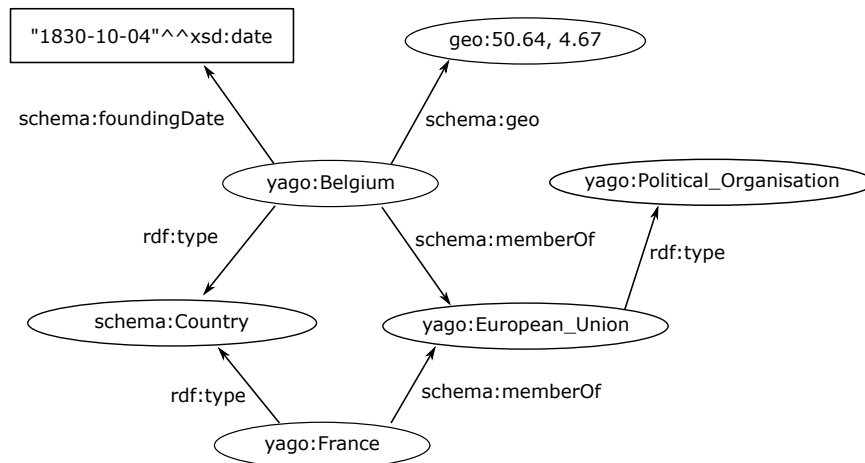 "1830-10-04"^^xsd:date
geo:50.64, 4.67
schema:foundingDate
schema:geo
yago:Belgium
yago:Political_Organisation
rdf:type
schema:memberOf
rdf:type
schema:Country
yago:European_Union
rdf:type
schema:memberOf
yago:France